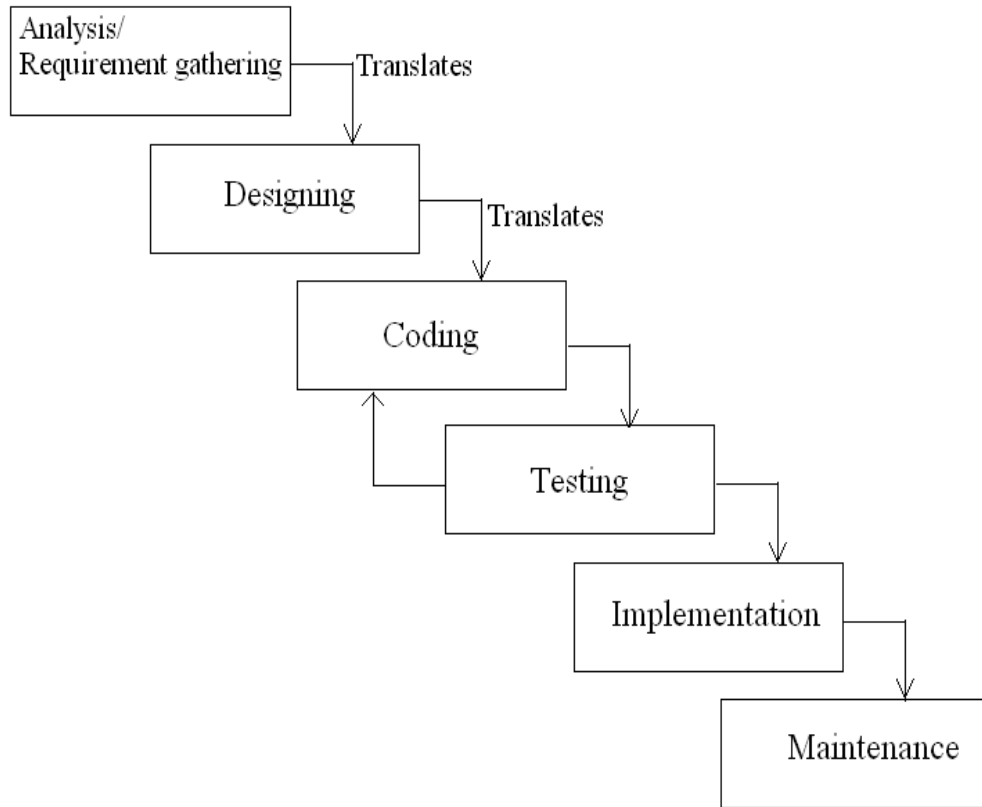 Analysis/
Requirement gathering
Translates
Designing
Translates
Coding
Testing
Implementation
Maintenance